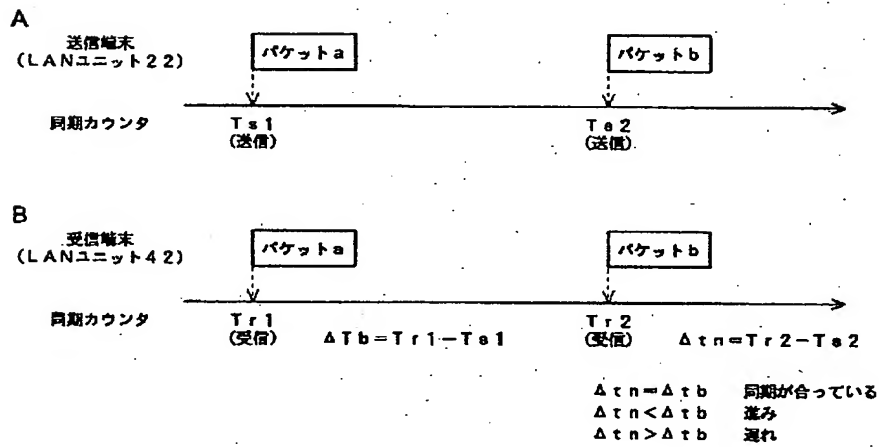 A
送信端末
(LANユニット22)
パケットa
パケットb
同期カウンタ
Ts1
(送信)
Ts2
(送信)
B
受信端末
(LANユニット42)
パケットa
パケットb
同期カウンタ
Tr1
(受信)
ΔTb=Tr1-Ts1
Tr2
(受信)
Δtn=Tr2-Ts2
Δtn=Δtb 同期が合っている
Δtn<Δtb 進み
Δtn>Δtb 遅れ